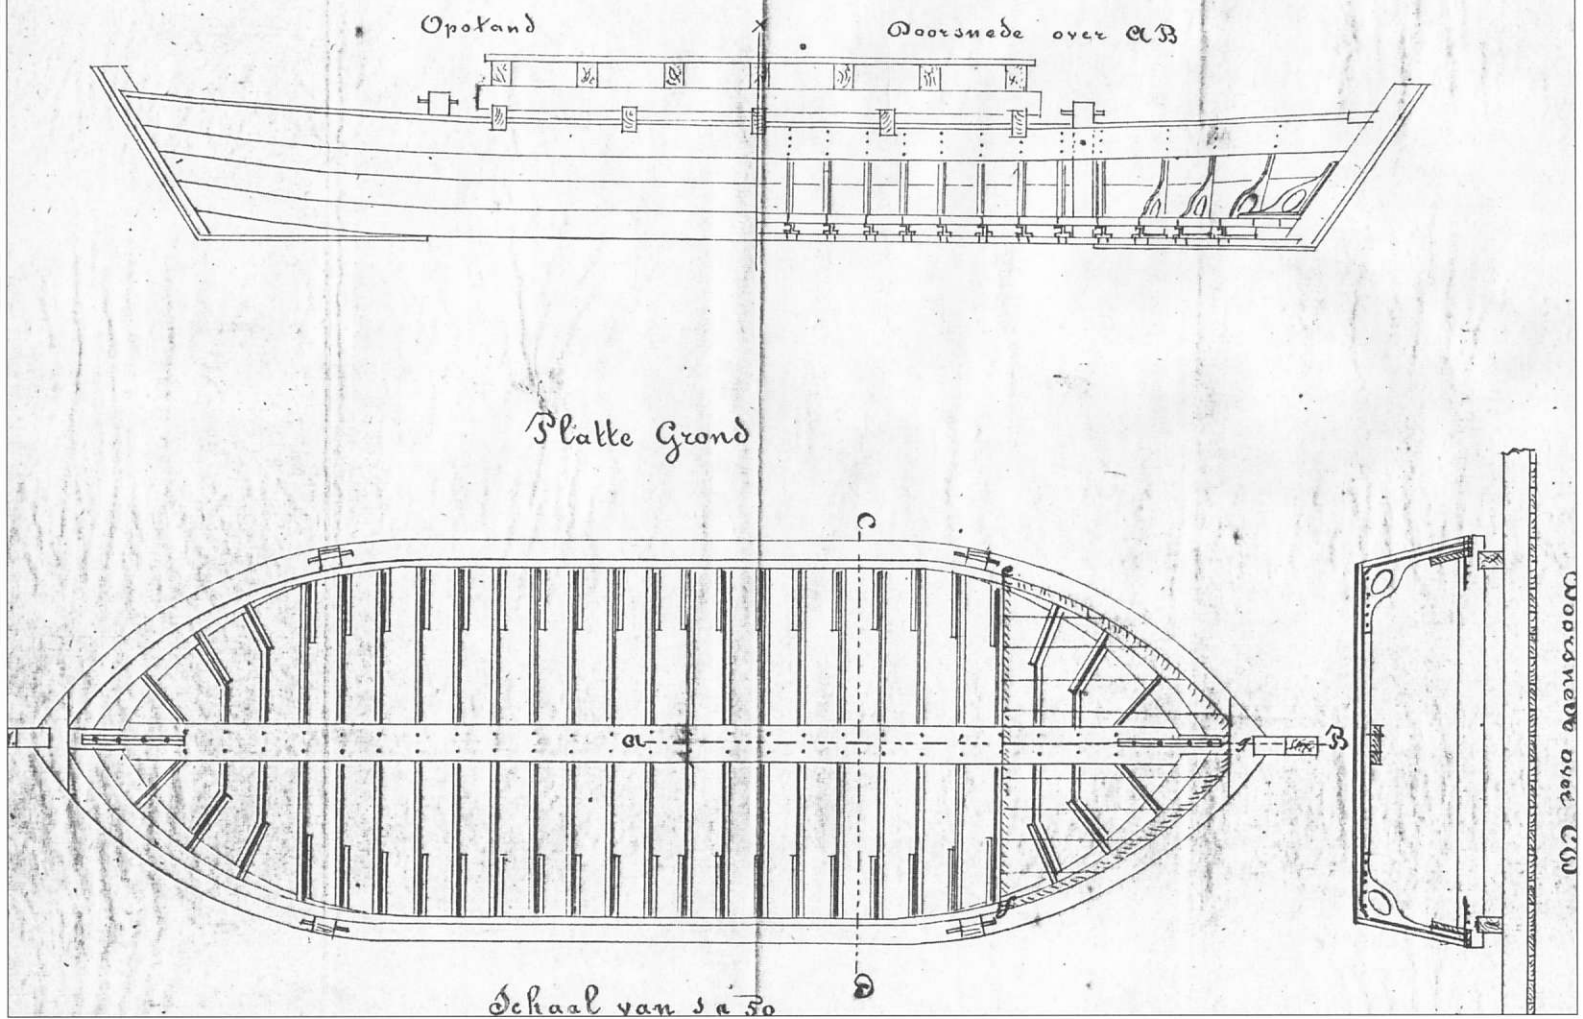 Opstand
Doorsnede over AB
Platte Grond
C
A
B
D
Doorsnede over CD
Schaal van 1 a 50